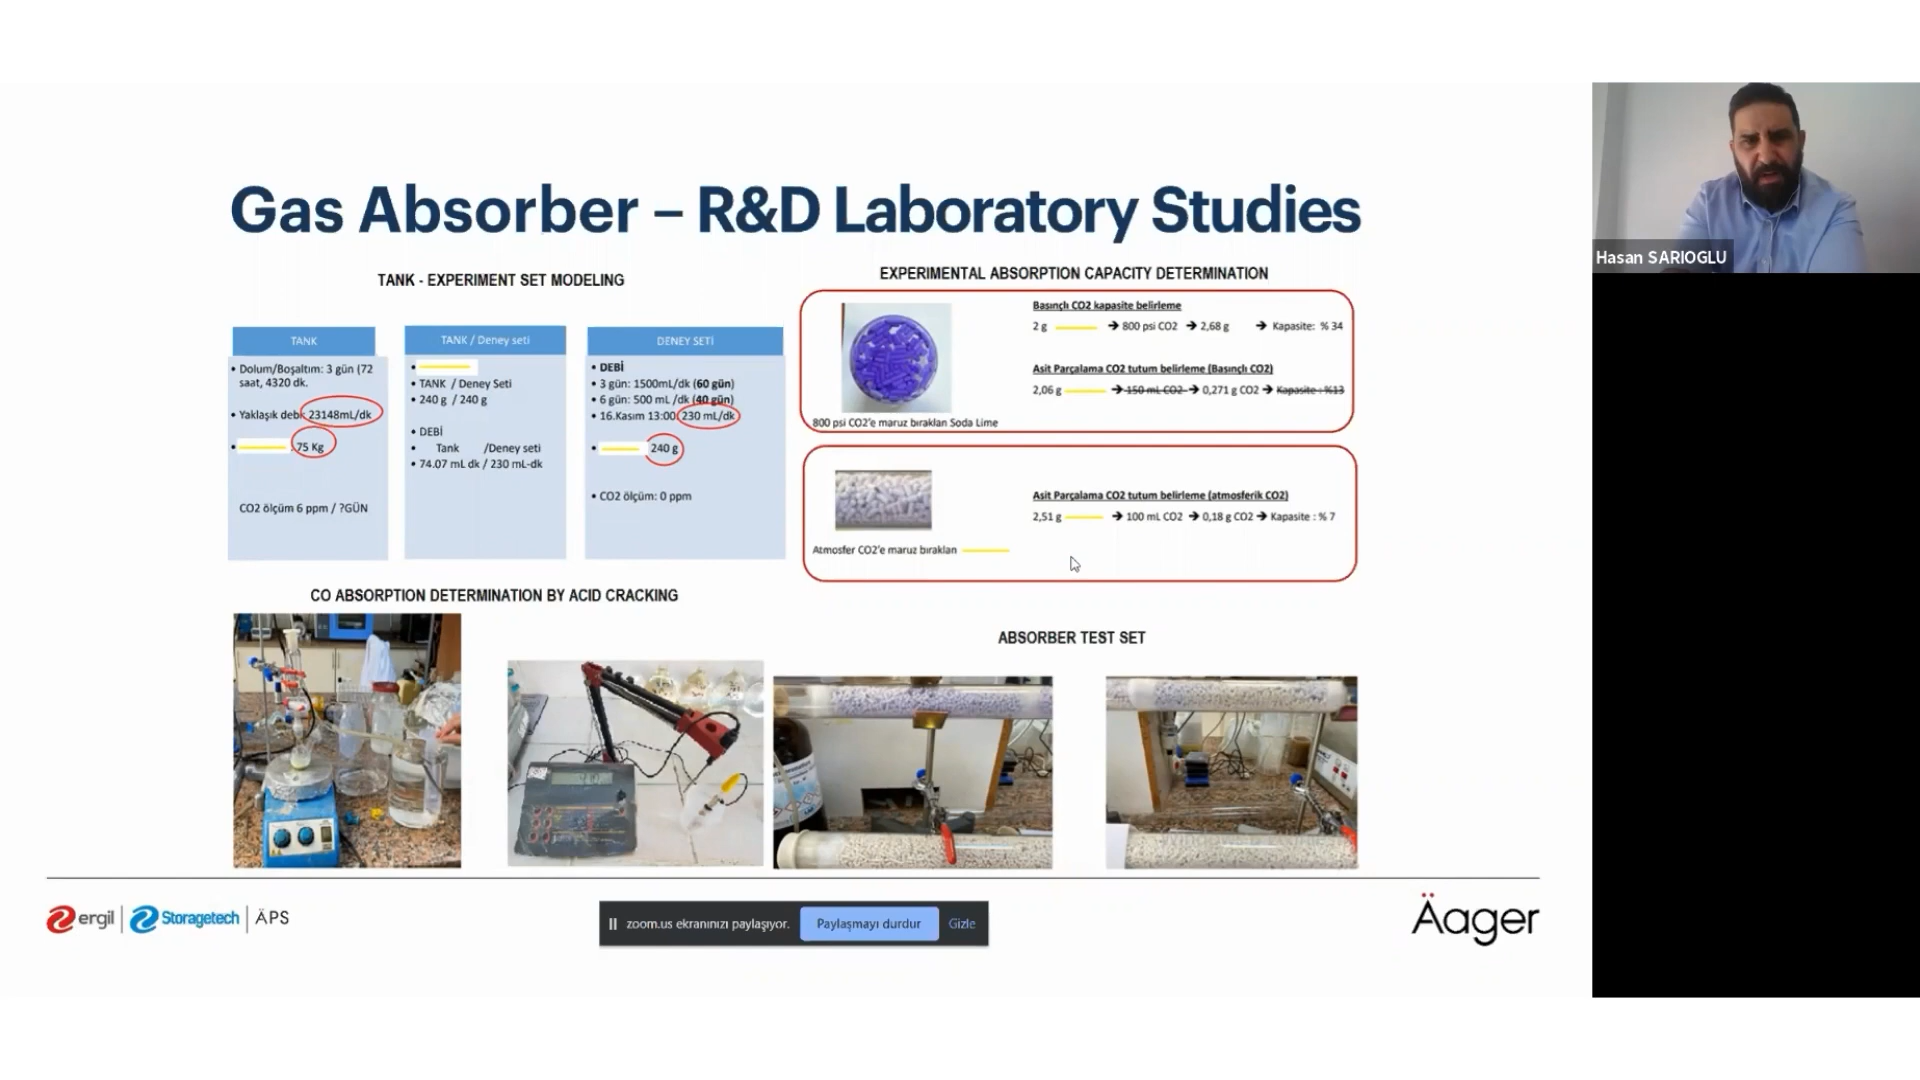 Gas Absorber – R&D Laboratory Studies
TANK - EXPERIMENT SET MODELING
TANK
• Dolum/Boşaltım: 3 gün (72
saat, 4320 dk.
• Yaklaşık debi: 23148mL/dk
• : 75 Kg
CO2 ölçüm 6 ppm / ?GÜN
TANK / Deney seti
•
• TANK / Deney Seti
• 240 g / 240 g
• DEBİ
• Tank /Deney seti
• 74.07 mL dk / 230 mL-dk
DENEY SETİ
• DEBİ
• 3 gün: 1500mL/dk (60 gün)
• 6 gün: 500 mL /dk (40 gün)
• 16.Kasım 13:00: 230 mL/dk
• 240 g
• CO2 ölçüm: 0 ppm
EXPERIMENTAL ABSORPTION CAPACITY DETERMINATION
Basınçlı CO2 kapasite belirleme
2 g → 800 psi CO2 → 2,68 g → Kapasite: % 34
Asit Parçalama CO2 tutum belirleme (Basınçlı CO2)
2,06 g → 150 mL CO2 → 0,271 g CO2 → Kapasite : %13
800 psi CO2'e maruz bırakılan Soda Lime
Asit Parçalama CO2 tutum belirleme (atmosferik CO2)
2,51 g → 100 mL CO2 → 0,18 g CO2 → Kapasite : % 7
Atmosfer CO2'e maruz bırakılan
CO ABSORPTION DETERMINATION BY ACID CRACKING
ABSORBER TEST SET
ergil | Storagetech | ÄPS
zoom.us ekranınızı paylaşıyor. Paylaşmayı durdur Gizle
Äager
Hasan SARIOGLU